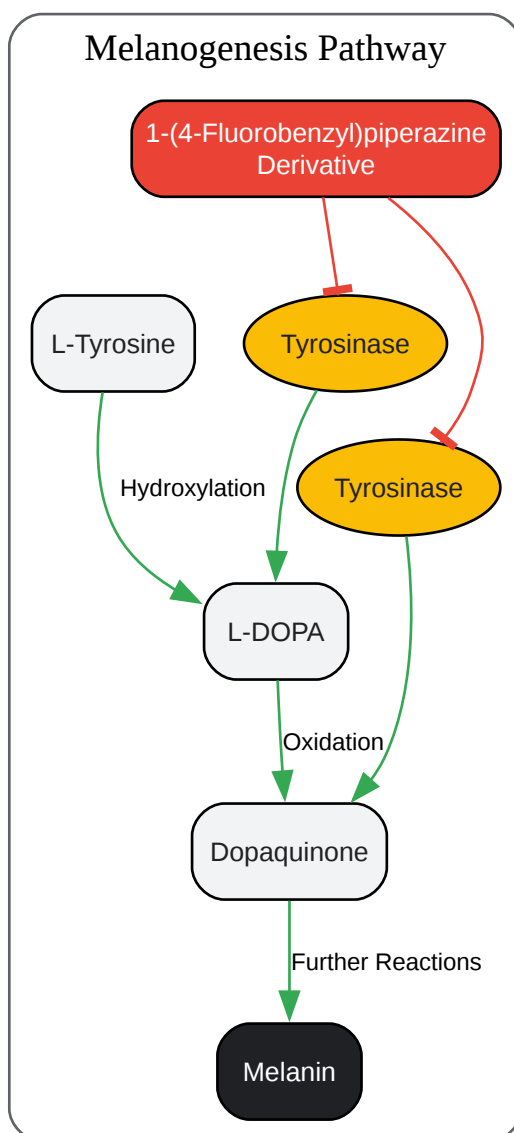 Melanogenesis Pathway
1-(4-Fluorobenzyl)piperazine
Derivative
L-Tyrosine
Tyrosinase
Tyrosinase
Hydroxylation
L-DOPA
Oxidation
Dopaquinone
Further Reactions
Melanin